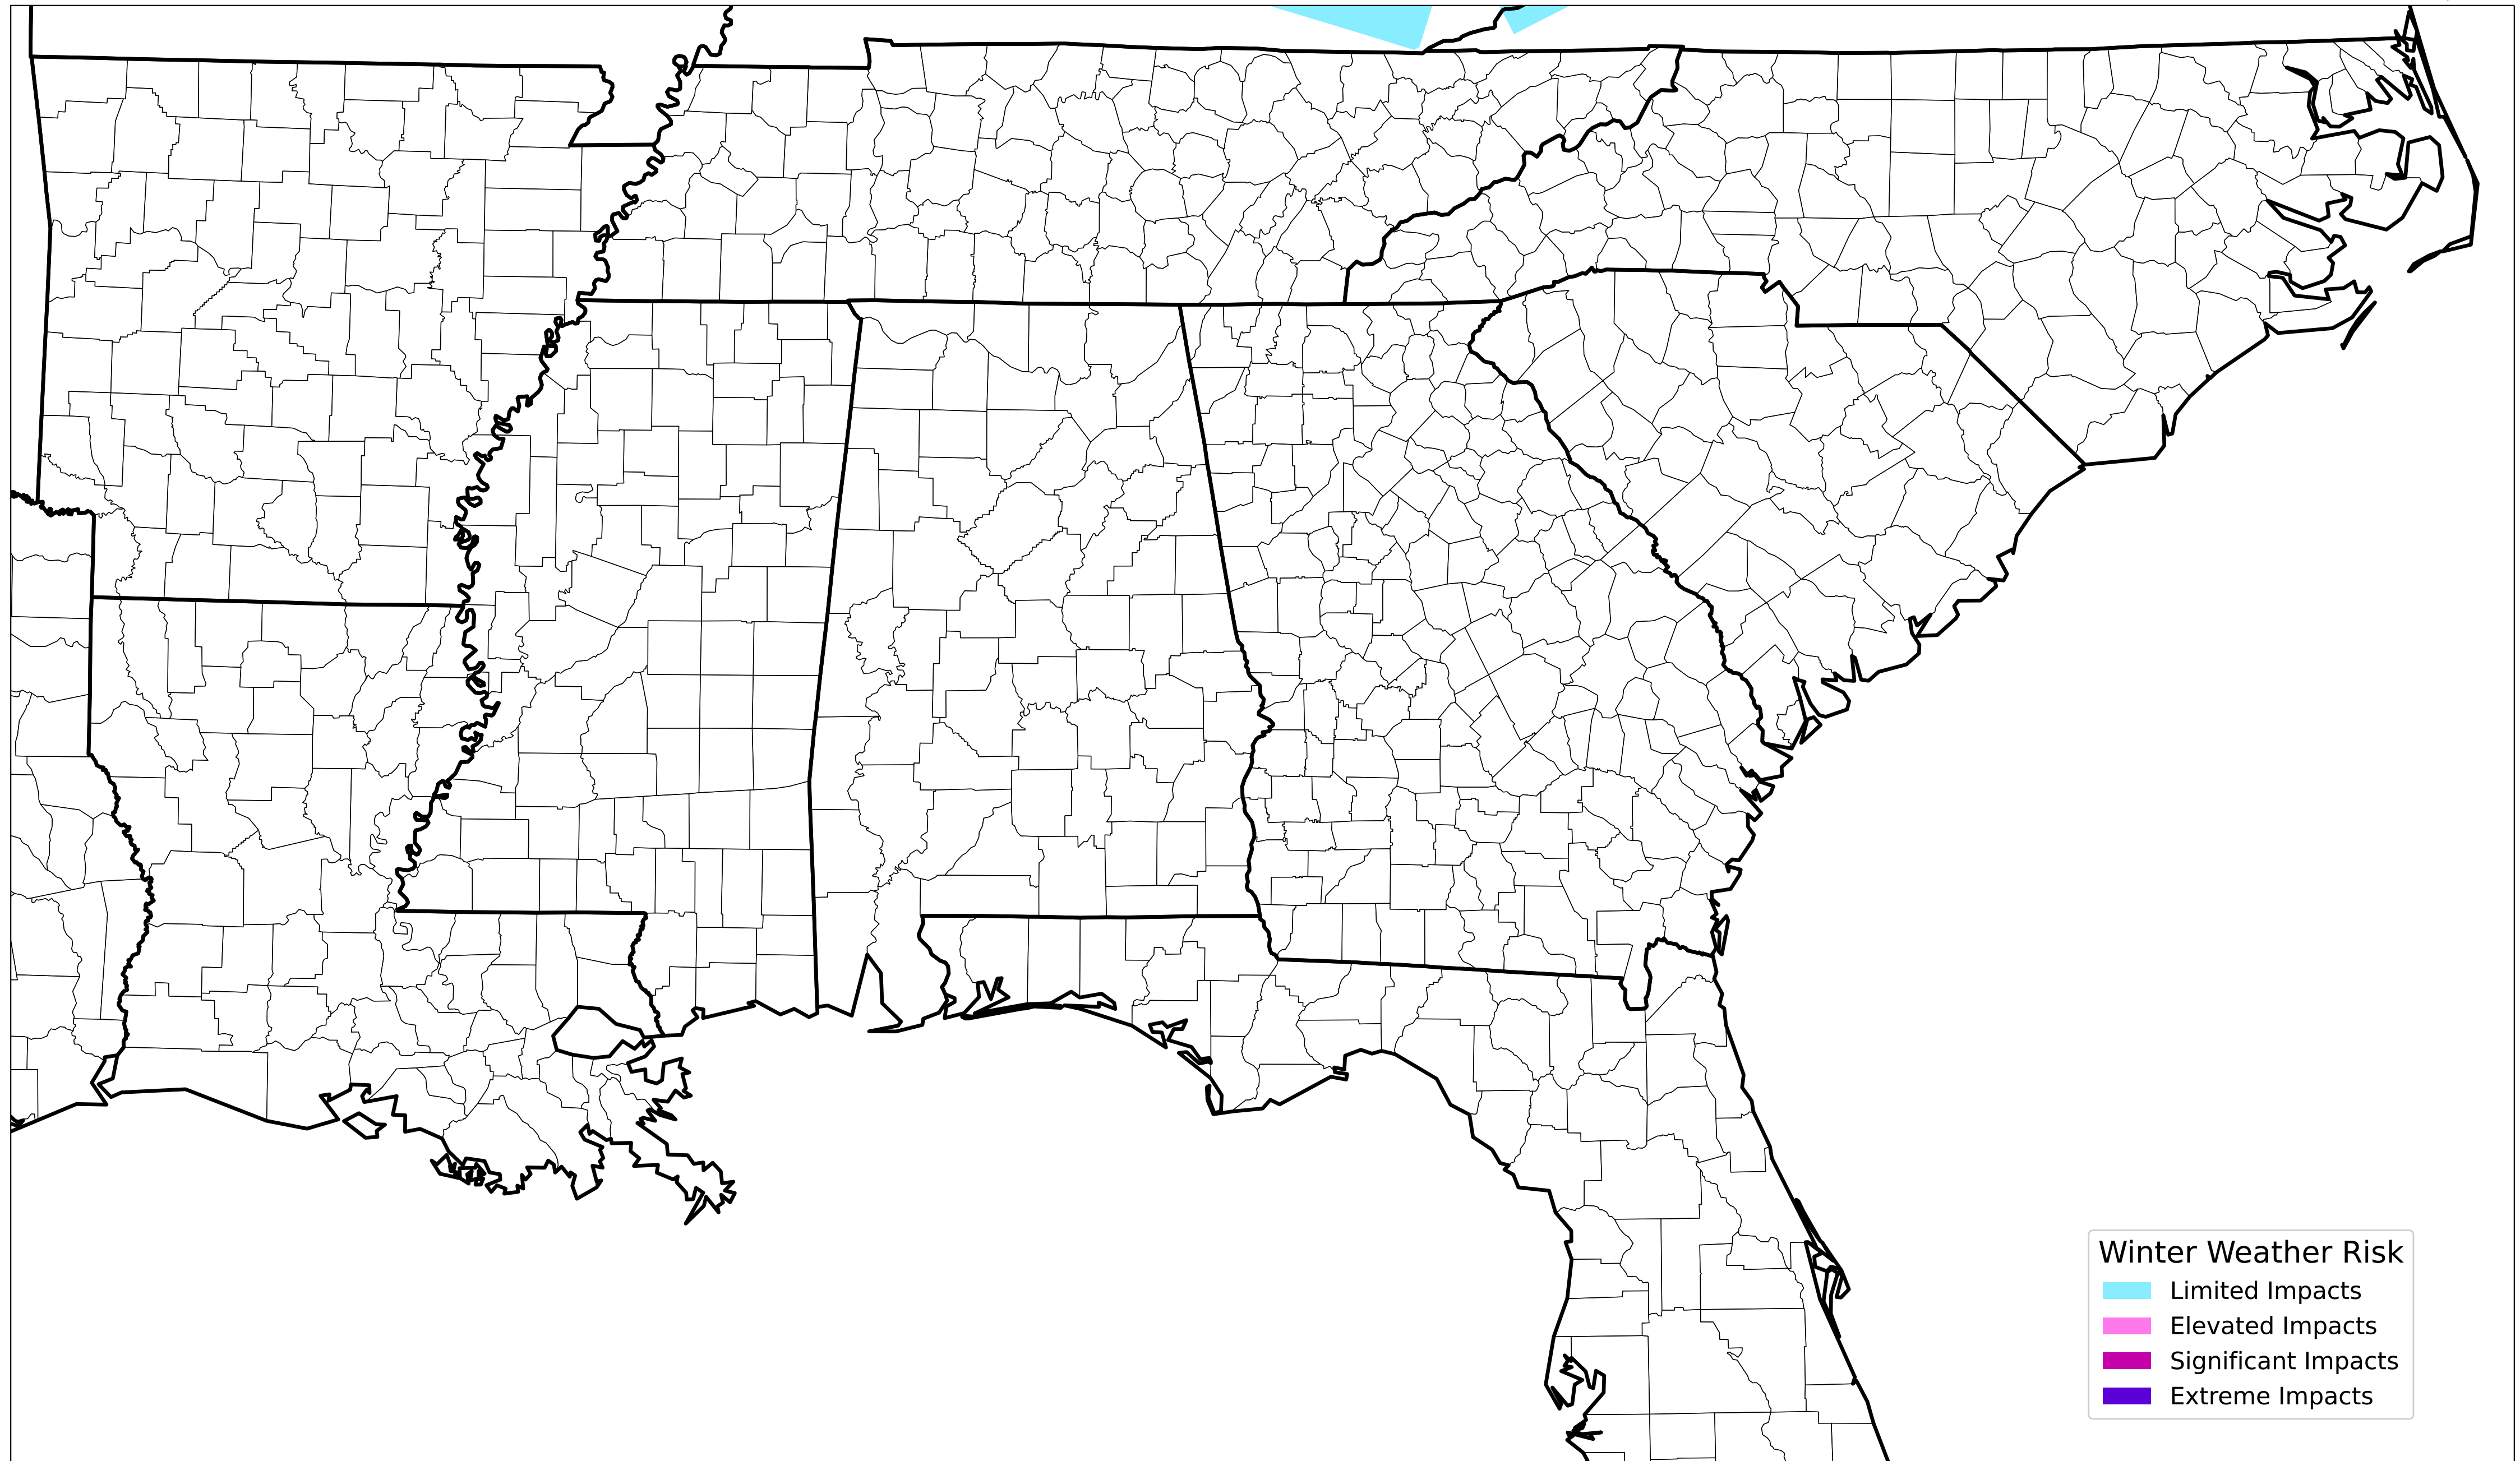 Winter Weather Risk
Limited Impacts
Elevated Impacts
Significant Impacts
Extreme Impacts